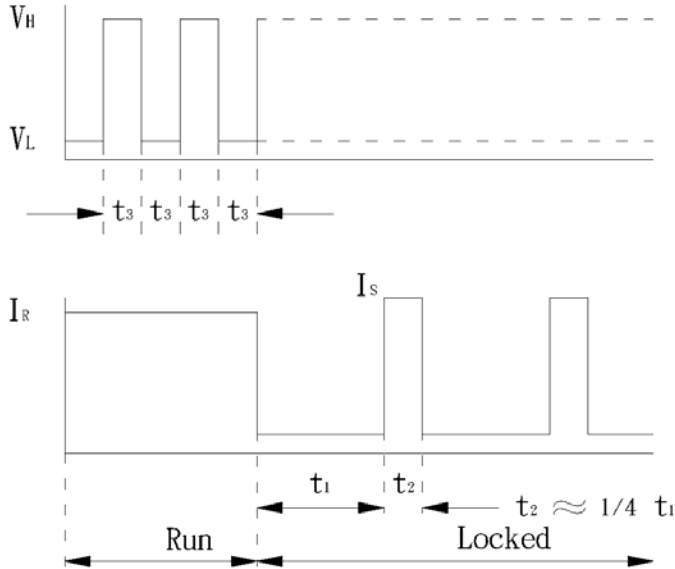 VH
VL
t3 t3 t3 t3
IS
IR
t1 t2 t2 ≈ 1/4 t1
Run Locked